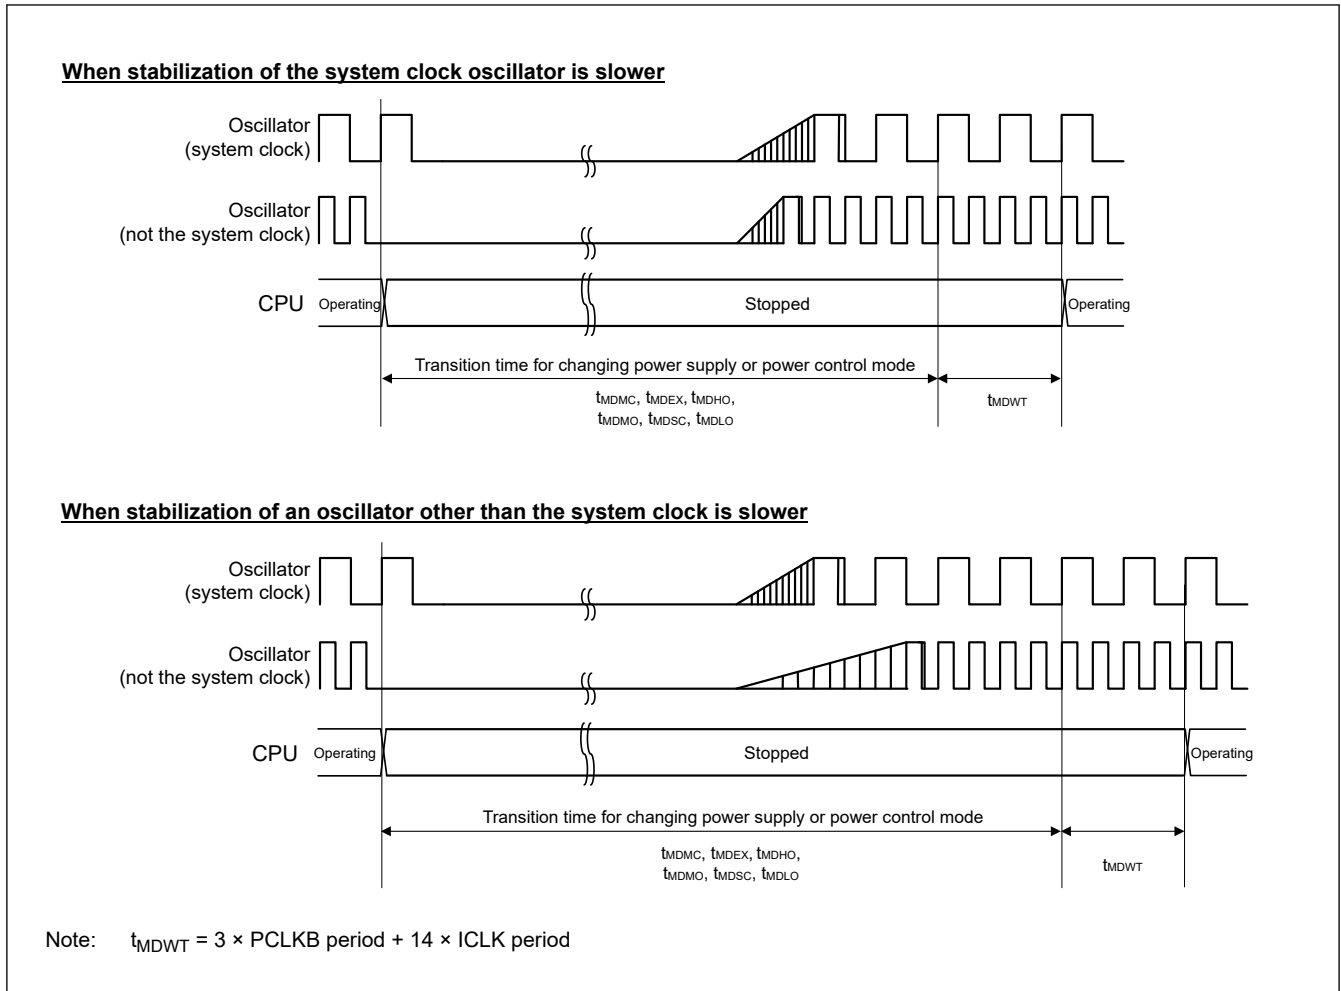 When stabilization of the system clock oscillator is slower
Oscillator
(system clock)
Oscillator
(not the system clock)
CPU
Operating
Stopped
Operating
Transition time for changing power supply or power control mode
tMDMC, tMDEX, tMDHO,
tMDMO, tMDSC, tMDLO
tMDWT
When stabilization of an oscillator other than the system clock is slower
Oscillator
(system clock)
Oscillator
(not the system clock)
CPU
Operating
Stopped
Operating
Transition time for changing power supply or power control mode
tMDMC, tMDEX, tMDHO,
tMDMO, tMDSC, tMDLO
tMDWT
Note: tMDWT = 3 × PCLKB period + 14 × ICLK period